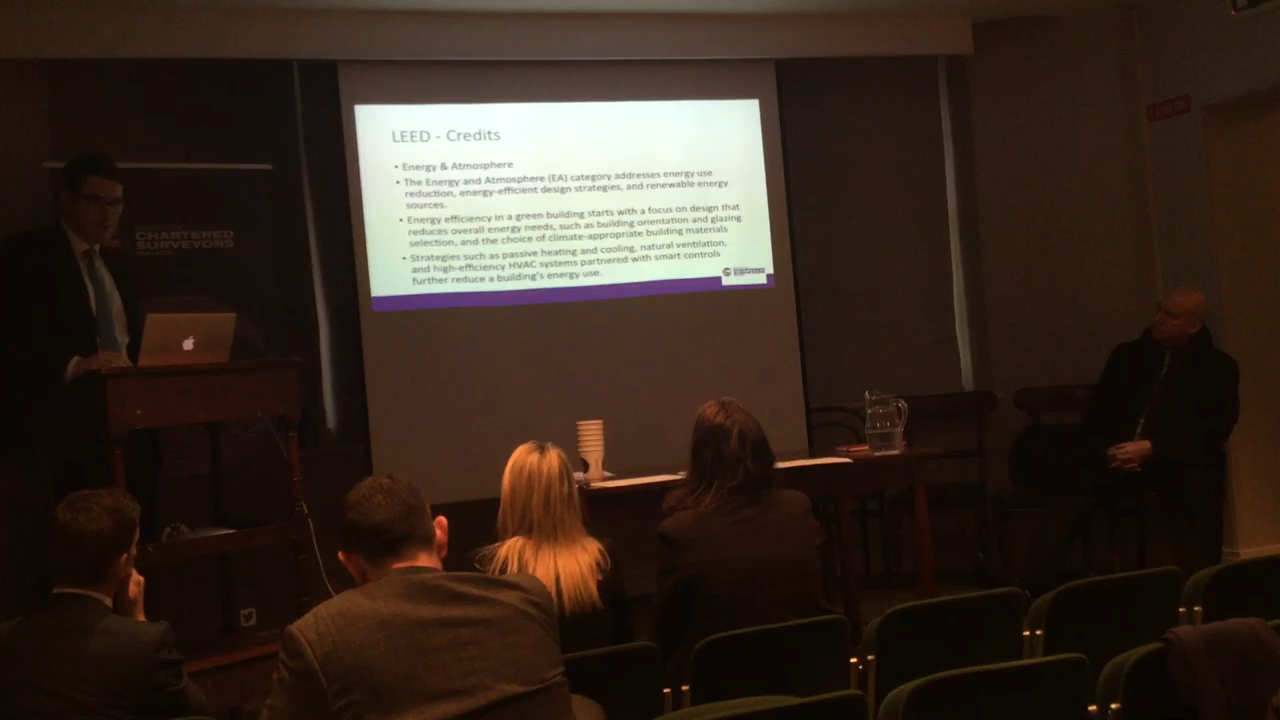 LEED - Credits
• Energy & Atmosphere
• The Energy and Atmosphere (EA) category addresses energy use
reduction, energy-efficient design strategies, and renewable energy
sources.
• Energy efficiency in a green building starts with a focus on design that
reduces overall energy needs, such as building orientation and glazing
selection, and the choice of climate-appropriate building materials
• Strategies such as passive heating and cooling, natural ventilation,
and high-efficiency HVAC systems partnered with smart controls
further reduce a building's energy use.
CHARTERED
SURVEYORS